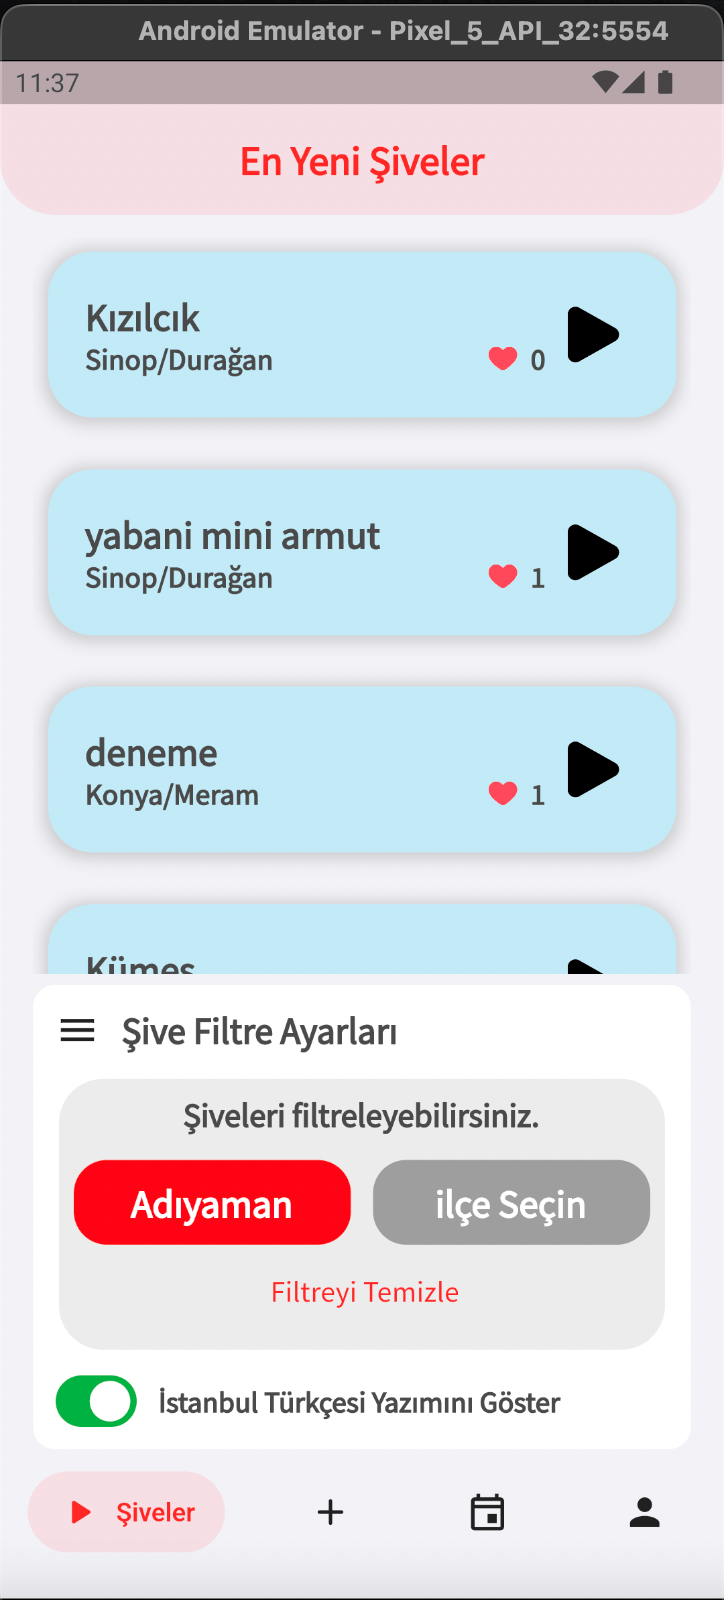 Android Emulator - Pixel_5_API_32:5554
11:37
En Yeni Şiveler
Kızılcık
Sinop/Durağan
0
yabani mini armut
Sinop/Durağan
1
deneme
Konya/Meram
1
Kümes
Şive Filtre Ayarları
Şiveleri filtreleyebilirsiniz.
Adıyaman
ilçe Seçin
Filtreyi Temizle
İstanbul Türkçesi Yazımını Göster
Şiveler